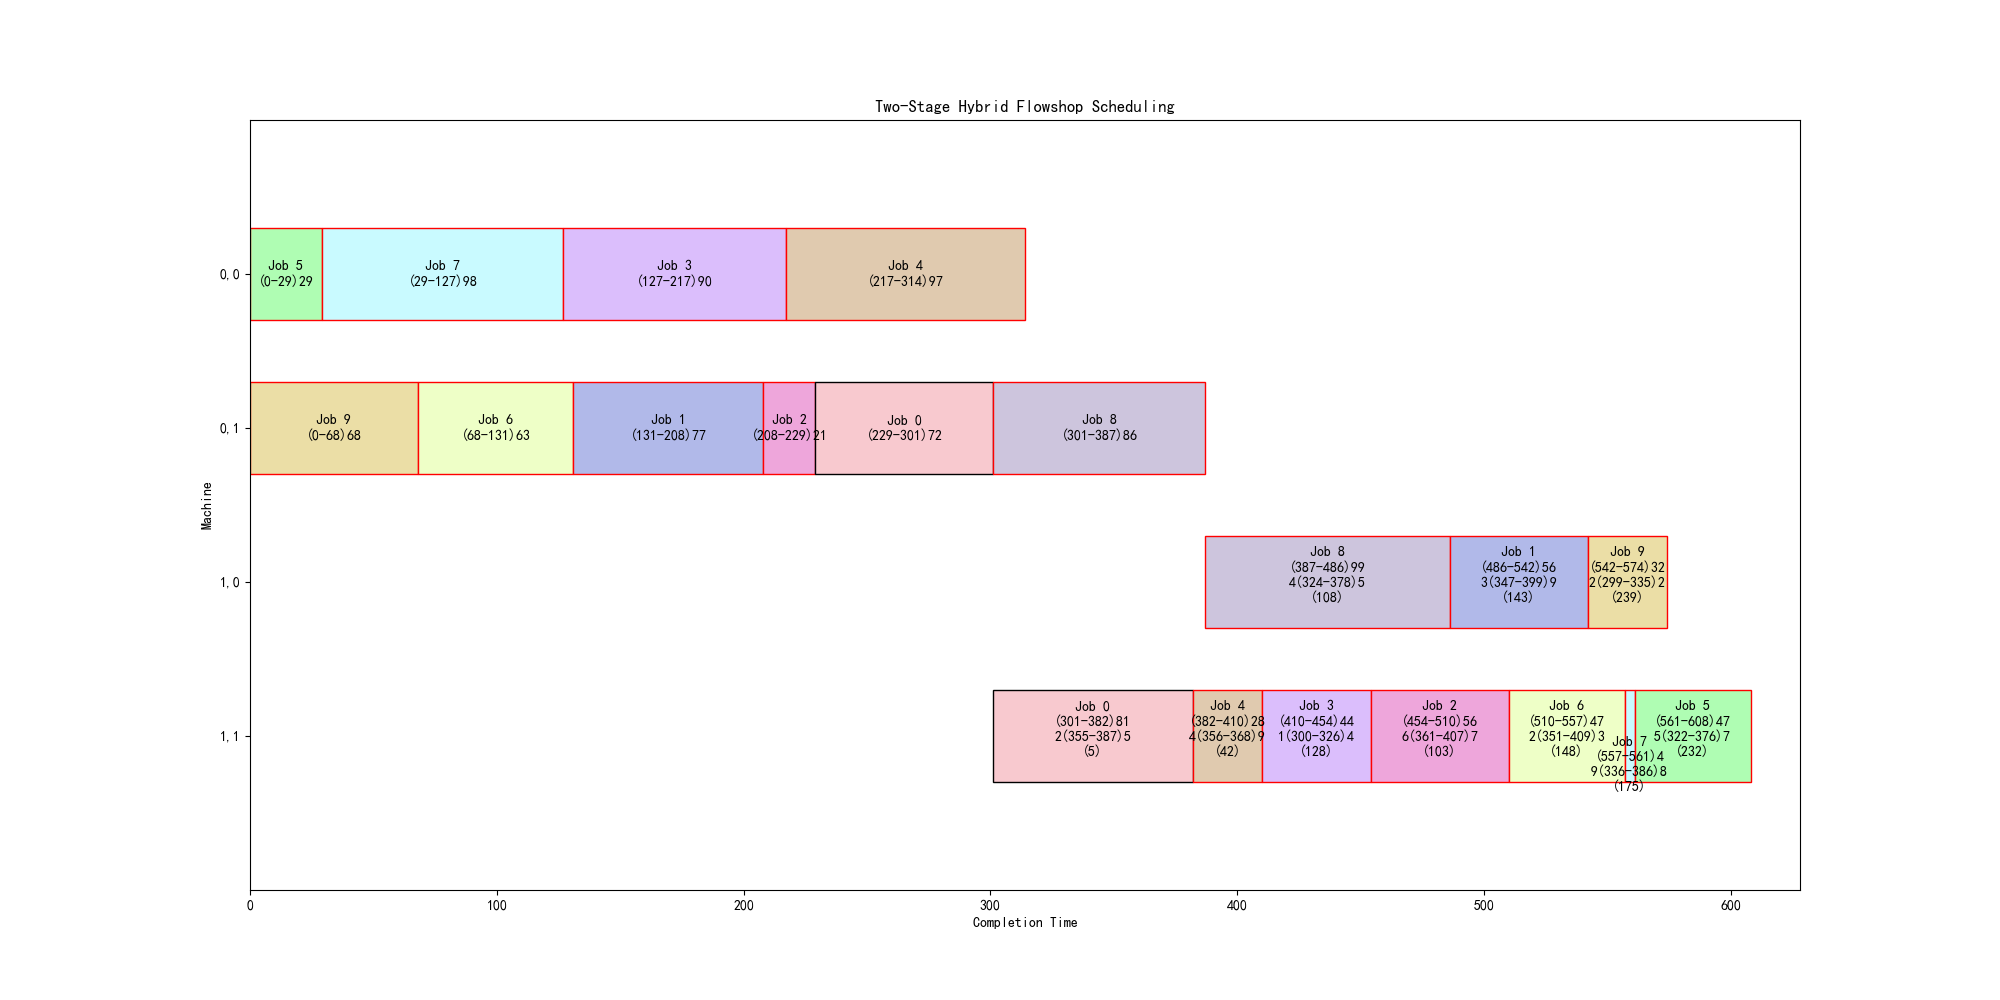 Two-Stage Hybrid Flowshop Scheduling
Machine
0,0
Job 5
(0-29)29
Job 7
(29-127)98
Job 3
(127-217)90
Job 4
(217-314)97
0,1
Job 9
(0-68)68
Job 6
(68-131)63
Job 1
(131-208)77
Job 2
(208-229)21
Job 0
(229-301)72
Job 8
(301-387)86
1,0
Job 8
(387-486)99
4(324-378)5
(108)
Job 1
(486-542)56
3(347-399)9
(143)
Job 9
(542-574)32
2(299-335)2
(239)
1,1
Job 0
(301-382)81
2(355-387)5
(5)
Job 4
(382-410)28
4(356-368)9
(42)
Job 3
(410-454)44
1(300-326)4
(128)
Job 2
(454-510)56
6(361-407)7
(103)
Job 6
(510-557)47
2(351-409)3
(148)
Job 7
(557-561)4
9(336-386)8
(175)
Job 5
(561-608)47
5(322-376)7
(232)
0
100
200
300
400
500
600
Completion Time